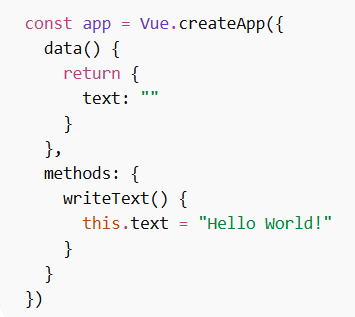 const app = Vue.createApp({
  data() {
    return {
      text: ""
    }
  },
  methods: {
    writeText() {
      this.text = "Hello World!"
    }
  }
})